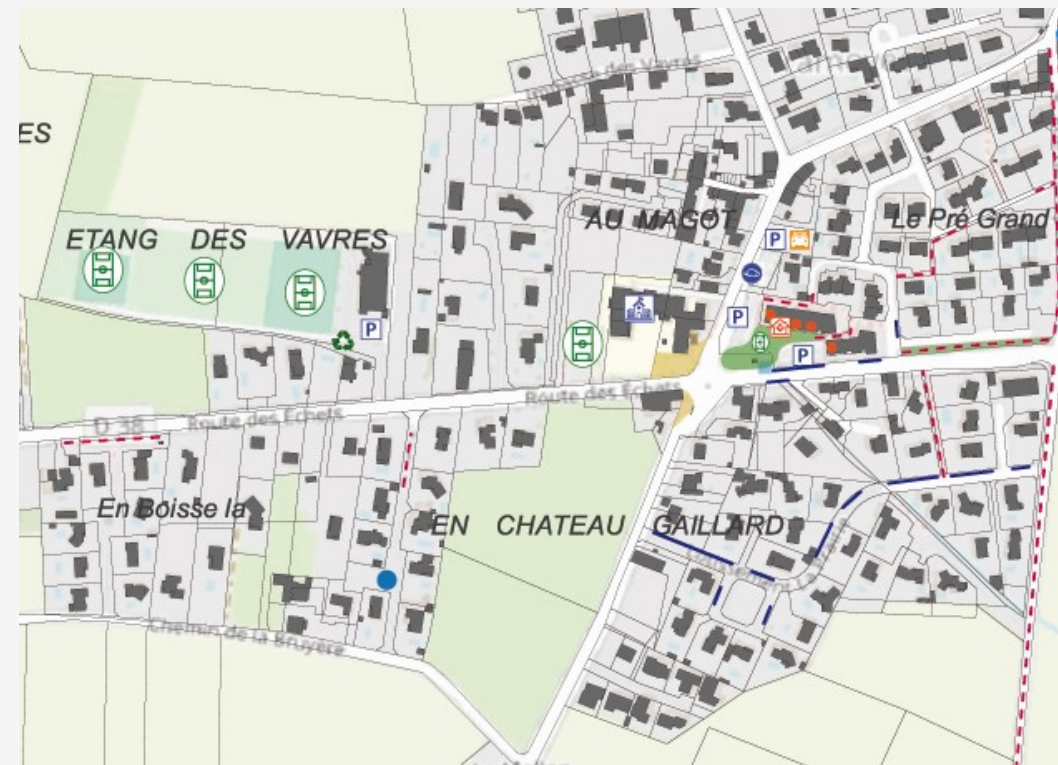 ES
ETANG DES VAVRES
AU MAGOT
Le Pré Grand
P
P
P
P
Route des Echets
Route des Echets
D 38
En Boisse la
EN CHATEAU GAILLARD
Chemin de la Bruyère